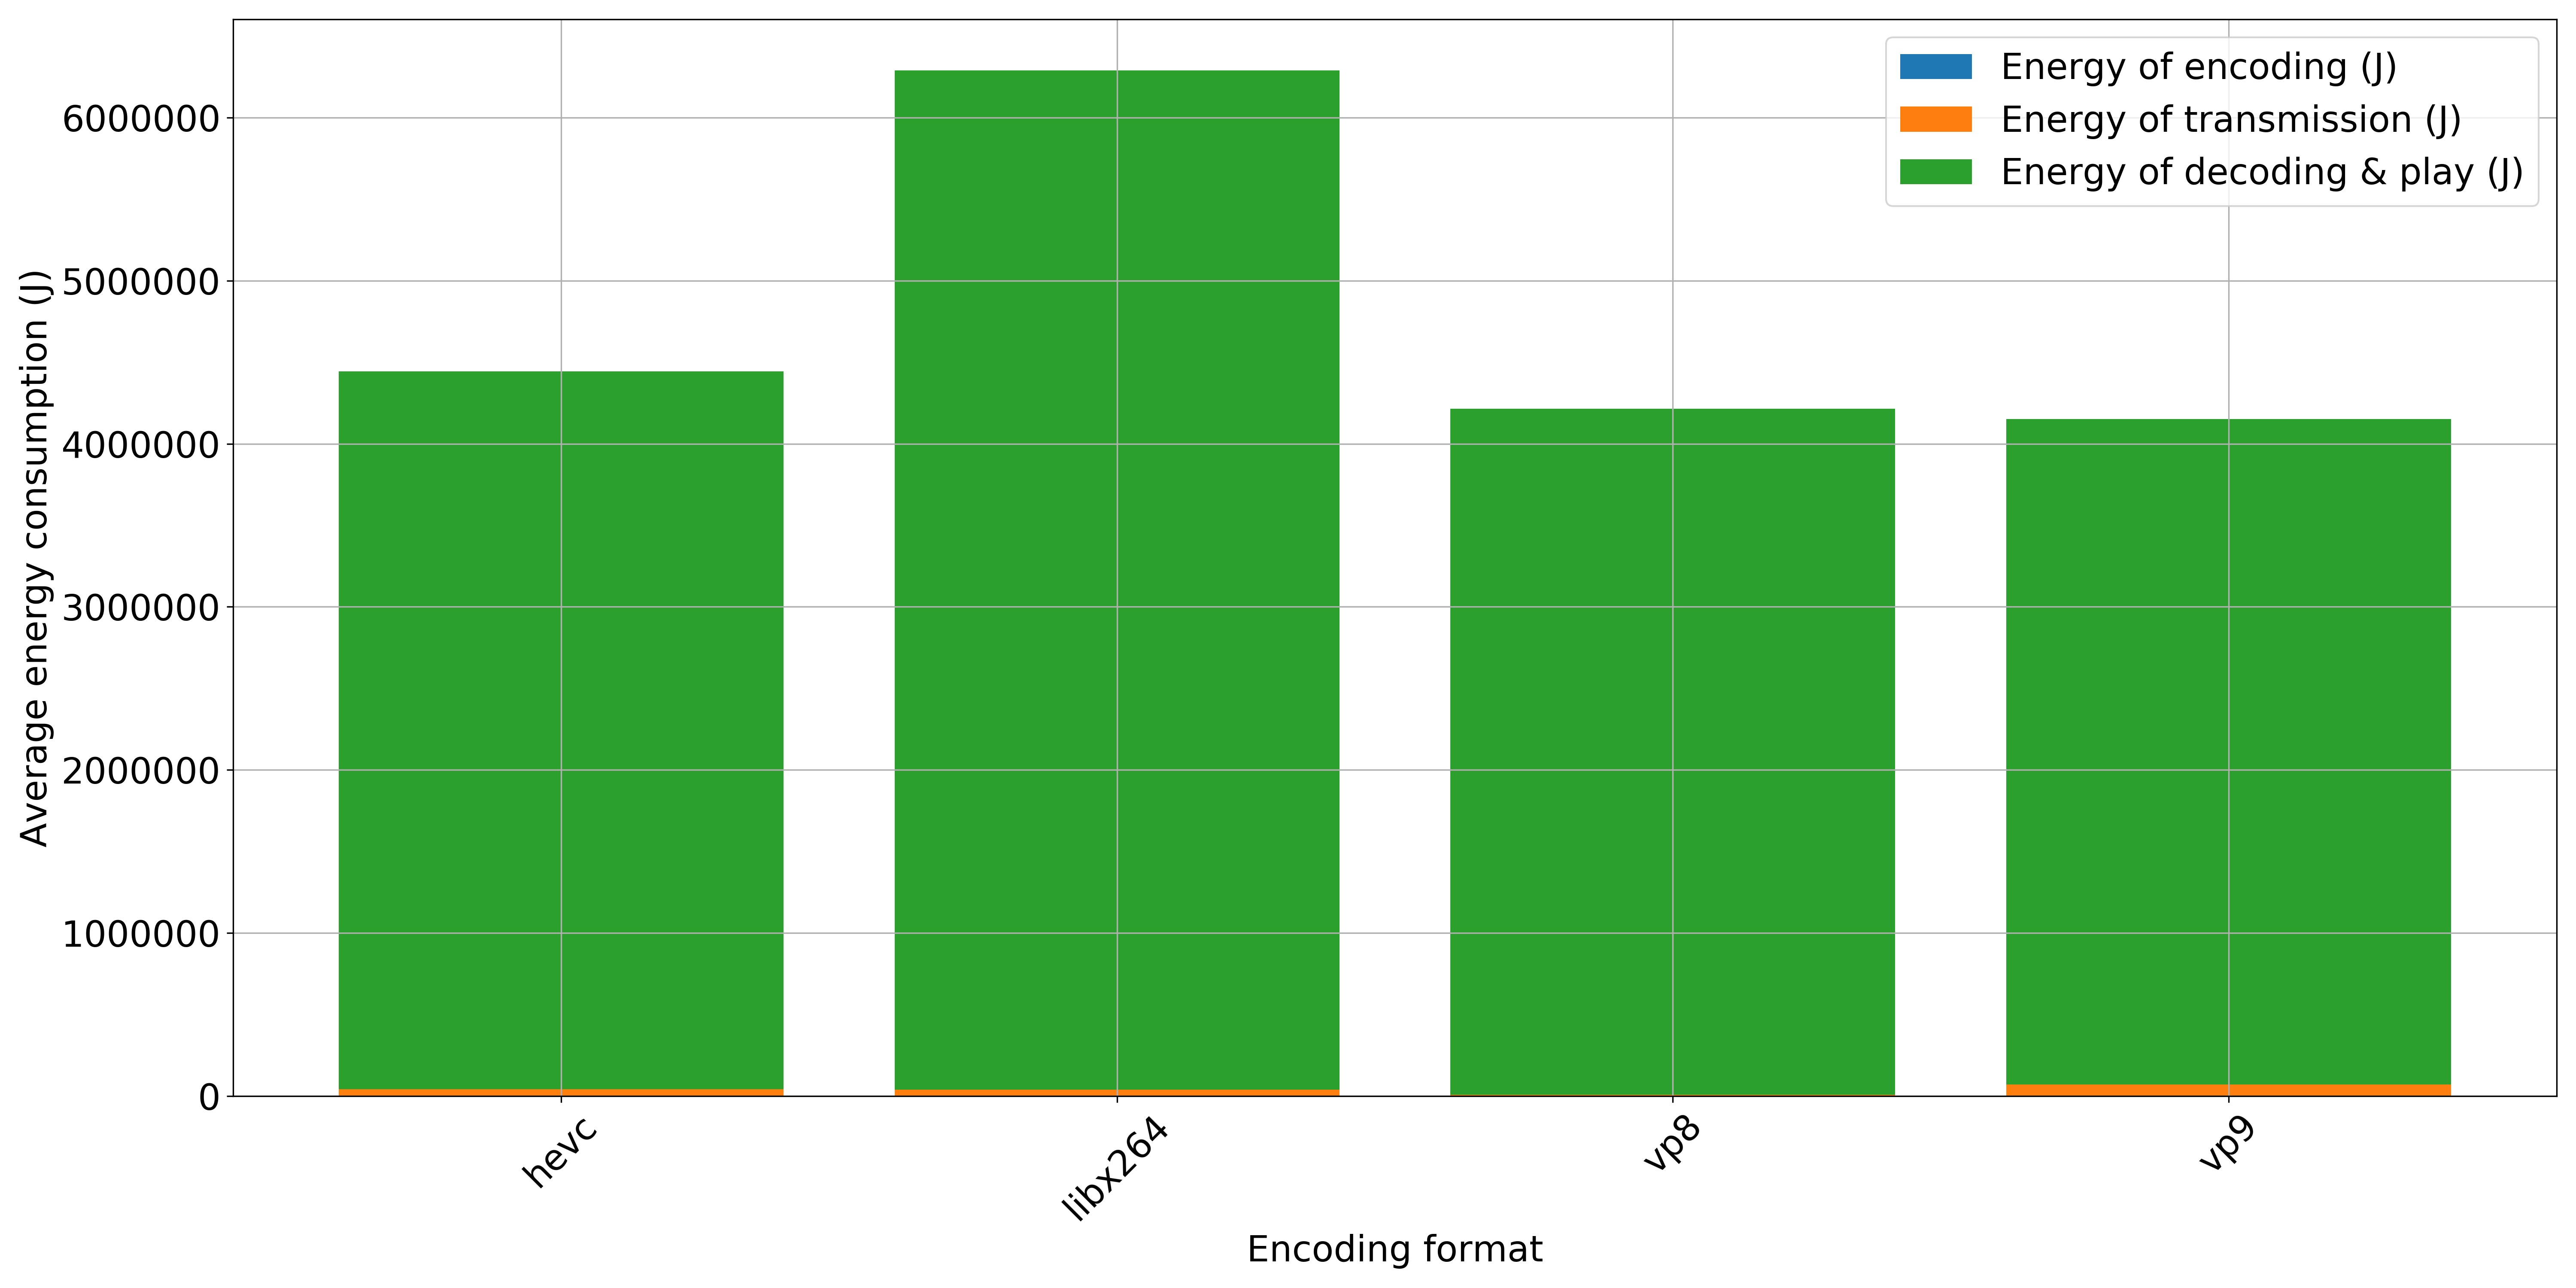 Energy of encoding (J)
Energy of transmission (J)
Energy of decoding & play (J)
Average energy consumption (J)
6000000
5000000
4000000
3000000
2000000
1000000
0
hevc
libx264
vp8
vp9
Encoding format